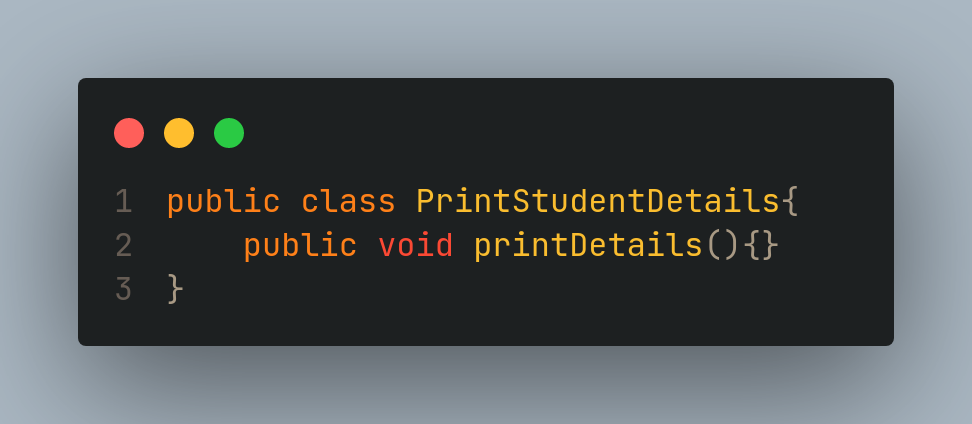 1 public class PrintStudentDetails{
2     public void printDetails(){}
3 }